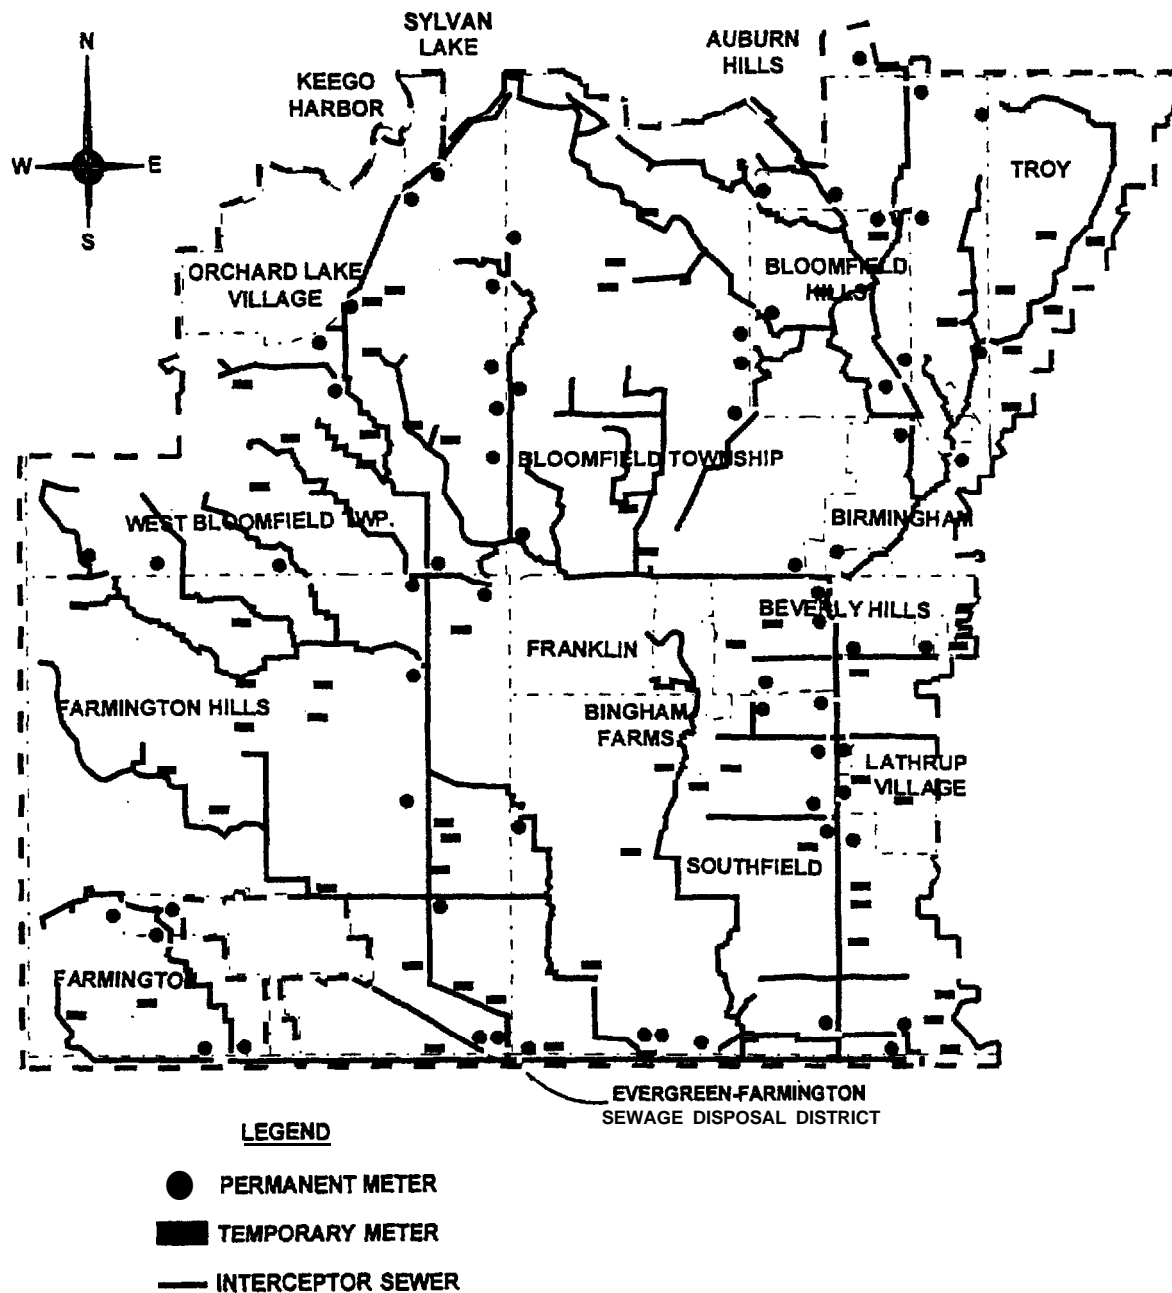 N
W
E
S
SYLVAN
LAKE
KEEGO
HARBOR
AUBURN
HILLS
TROY
ORCHARD LAKE
VILLAGE
BLOOMFIELD
HILLS
BLOOMFIELD TOWNSHIP
WEST BLOOMFIELD TWP.
BIRMINGHAM
BEVERLY HILLS
FRANKLIN
FARMINGTON HILLS
BINGHAM
FARMS
LATHRUP
VILLAGE
SOUTHFIELD
FARMINGTON
EVERGREEN-FARMINGTON
SEWAGE DISPOSAL DISTRICT
LEGEND
PERMANENT METER
TEMPORARY METER
INTERCEPTOR SEWER